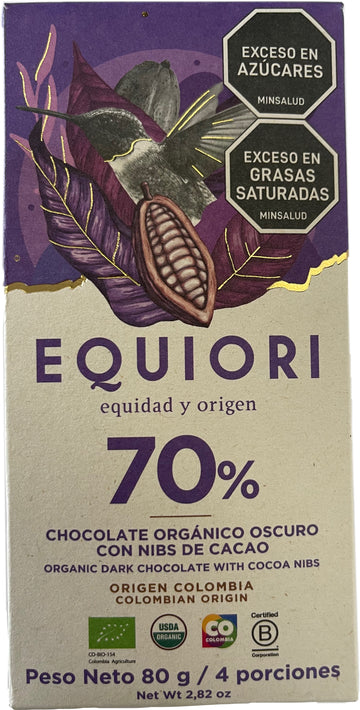 EXCESO EN
AZÚCARES
MINSALUD
EXCESO EN
GRASAS
SATURADAS
MINSALUD
EQUIORI
equidad y origen
70%
CHOCOLATE ORGÁNICO OSCURO
CON NIBS DE CACAO
ORGANIC DARK CHOCOLATE WITH COCOA NIBS
ORIGEN COLOMBIA
COLOMBIAN ORIGIN
USDA
ORGANIC
CO
COLOMBIA
Certified
B
Corporation
CO-BIO-154
Colombia Agriculture
Peso Neto 80 g / 4 porciones
Net Wt 2,82 oz